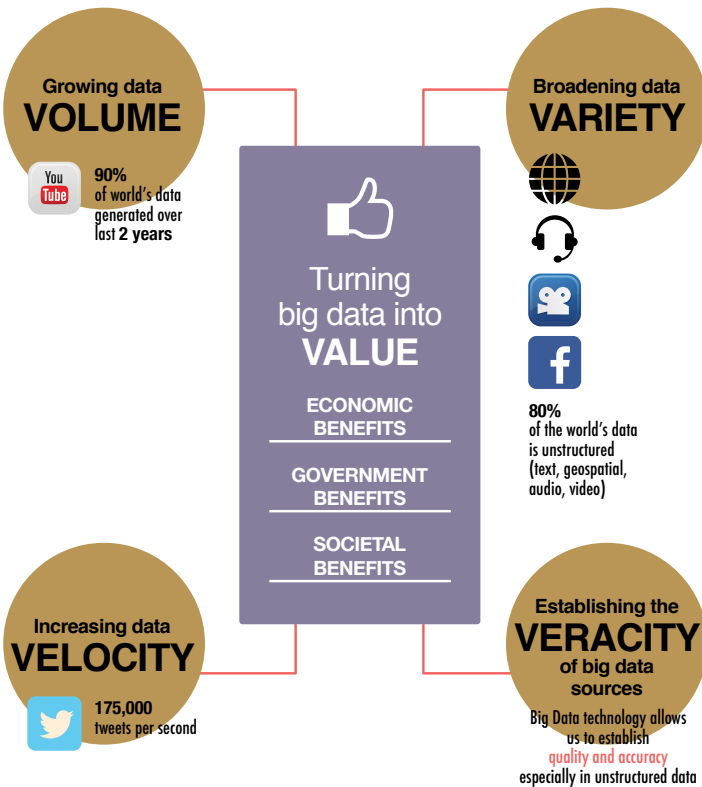 Growing data
VOLUME
You
Tube
90%
of world's data
generated over
last 2 years
Broadening data
VARIETY
f
80%
of the world's data
is unstructured
(text, geospatial,
audio, video)
Turning
big data into
VALUE
ECONOMIC
BENEFITS
GOVERNMENT
BENEFITS
SOCIETAL
BENEFITS
Increasing data
VELOCITY
175,000
tweets per second
Establishing the
VERACITY
of big data
sources
Big Data technology allows
us to establish
quality and accuracy
especially in unstructured data